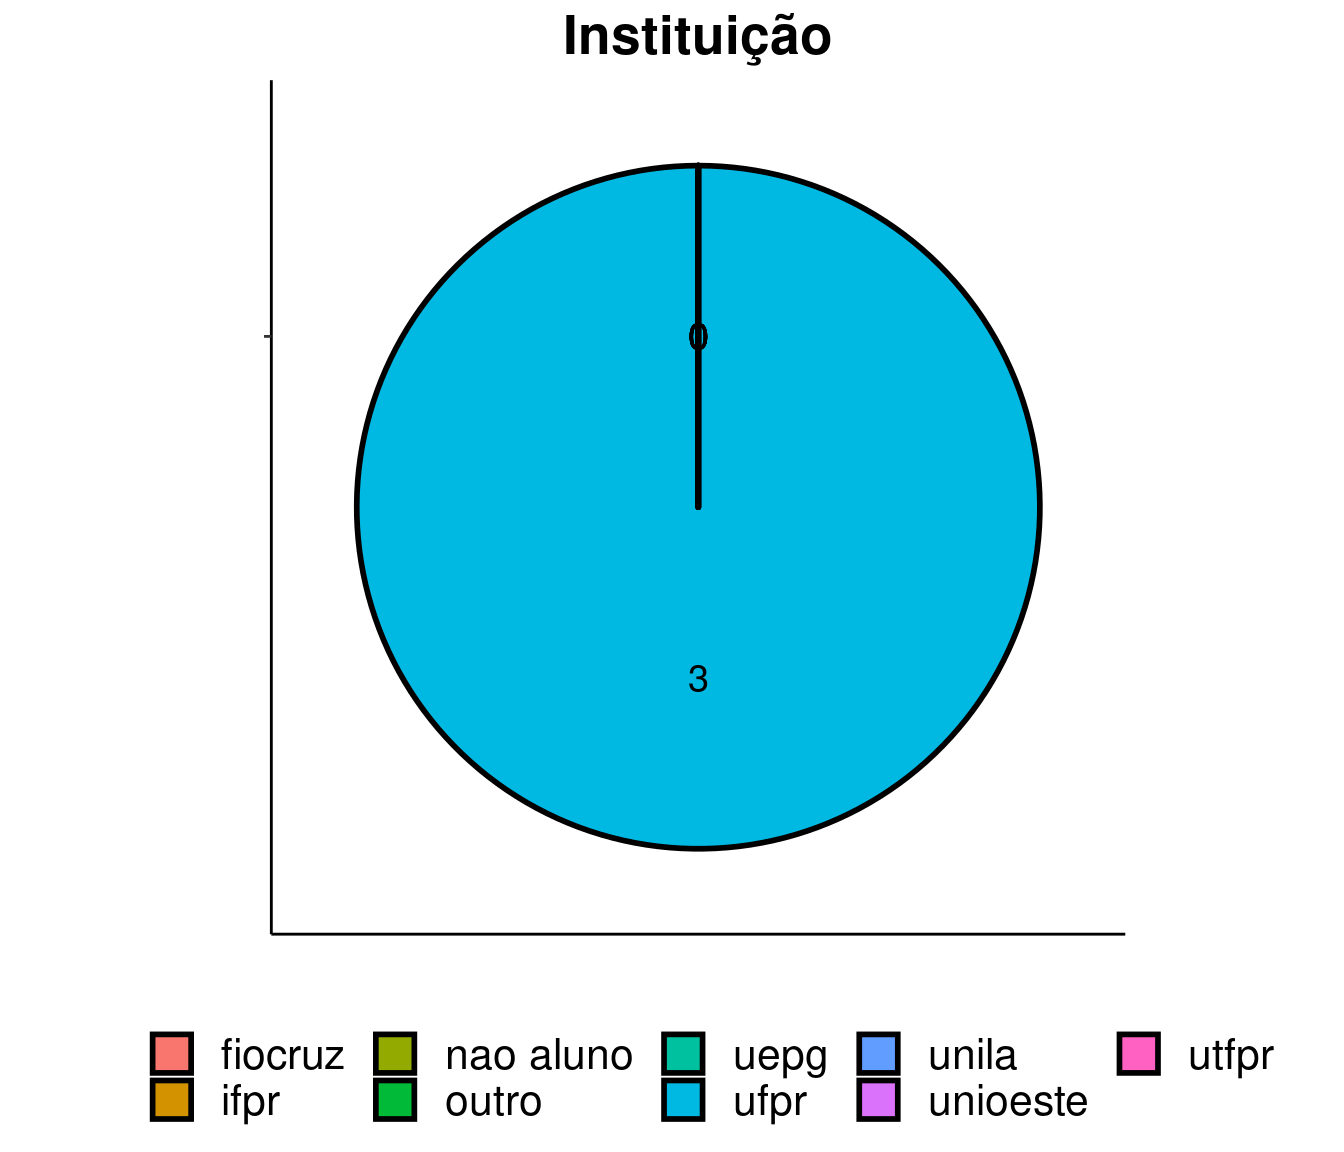 Instituição
0
3
fiocruz nao aluno uepg unila utfpr
ifpr outro ufpr unioeste